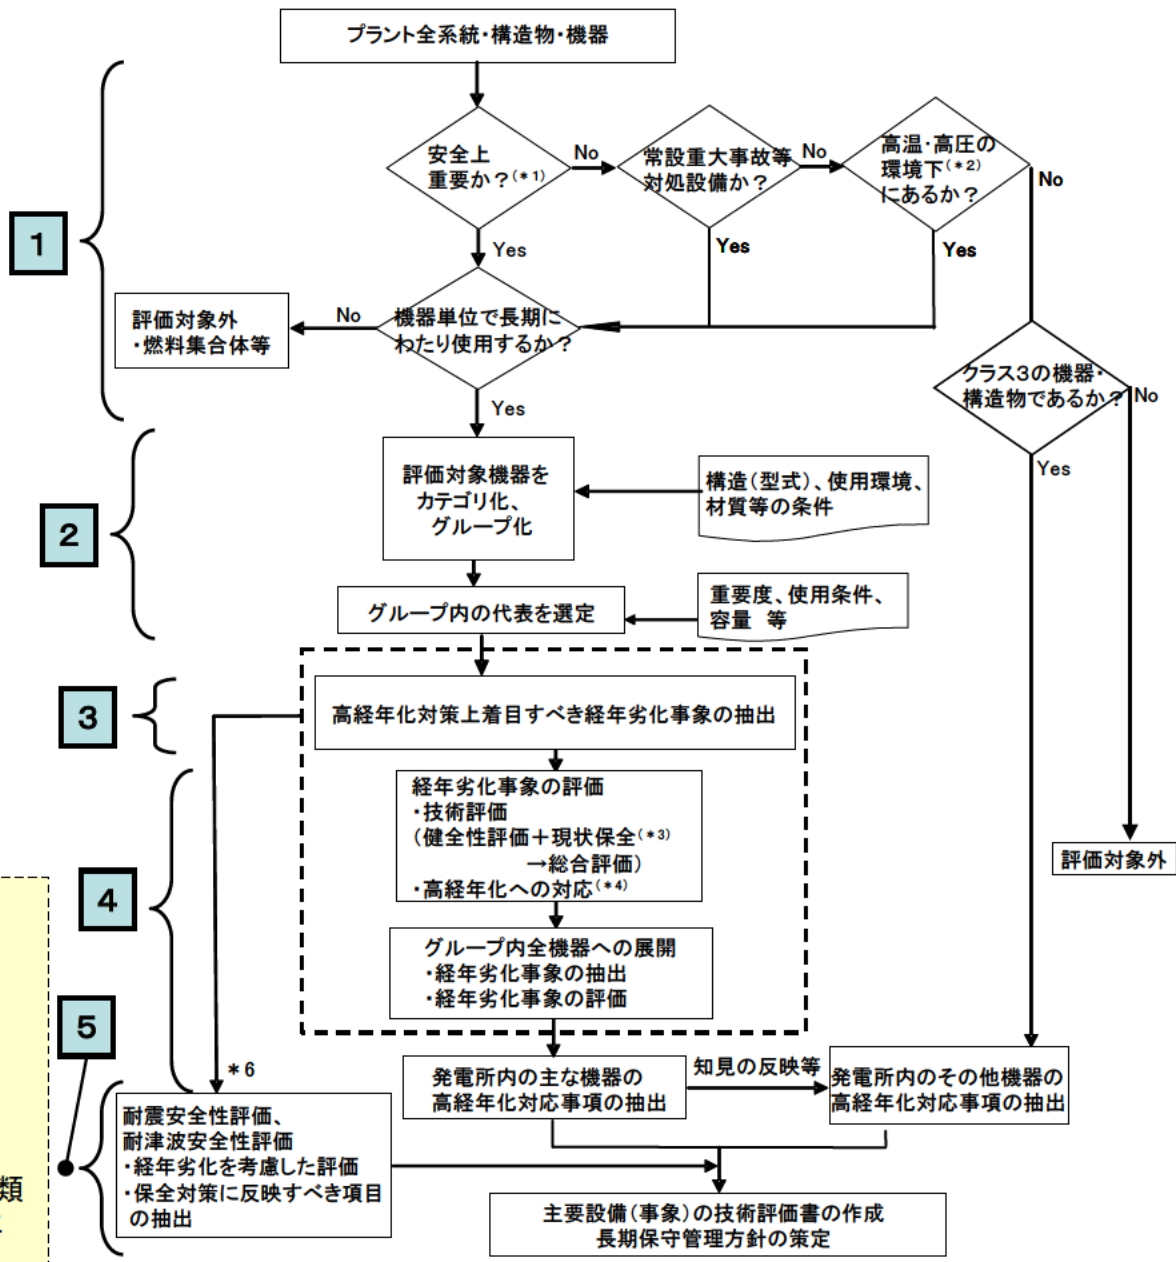 プラント全系統・構造物・機器
1
安全上
重要か？(＊1)
No
常設重大事故等
対処設備か？
No
高温・高圧の
環境下(＊2)
にあるか？
No
Yes
Yes
Yes
評価対象外
・燃料集合体等
No
機器単位で長期に
わたり使用するか？
クラス３の機器・
構造物であるか？
No
Yes
Yes
2
評価対象機器を
カテゴリ化、
グループ化
構造（型式）、使用環境、
材質等の条件
グループ内の代表を選定
重要度、使用条件、
容量 等
3
高経年化対策上着目すべき経年劣化事象の抽出
4
経年劣化事象の評価
・技術評価
（健全性評価＋現状保全(＊3)
→総合評価）
・高経年化への対応(＊4)
評価対象外
グループ内全機器への展開
・経年劣化事象の抽出
・経年劣化事象の評価
5
＊6
発電所内の主な機器の
高経年化対応事項の抽出
知見の反映等
発電所内のその他機器の
高経年化対応事項の抽出
耐震安全性評価、
耐津波安全性評価
・経年劣化を考慮した評価
・保全対策に反映すべき項目
の抽出
類
主要設備（事象）の技術評価書の作成
長期保守管理方針の策定